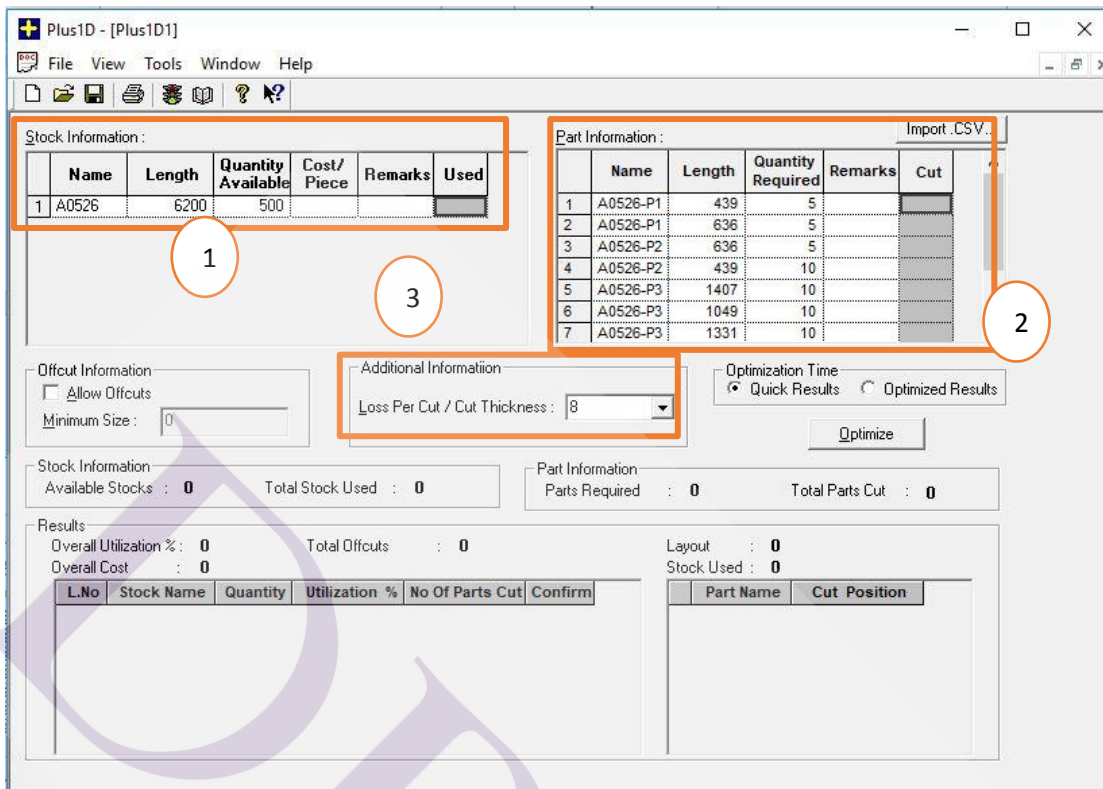 Plus1D - [Plus1D1]
File View Tools Window Help
Stock Information :
Name Length Quantity Available Cost/ Piece Remarks Used
1 A0526 6200 500
1
3
Import .CSV...
Part Information :
Name Length Quantity Required Remarks Cut
1 A0526-P1 439 5
2 A0526-P1 636 5
3 A0526-P2 636 5
4 A0526-P2 439 10
5 A0526-P3 1407 10
6 A0526-P3 1049 10
7 A0526-P3 1331 10
2
Offcut Information
Allow Offcuts
Minimum Size : 0
Additional Informatiion
Loss Per Cut / Cut Thickness : 8
Optimization Time
Quick Results Optimized Results
Optimize
Stock Information
Available Stocks : 0 Total Stock Used : 0
Part Information
Parts Required : 0 Total Parts Cut : 0
Results
Overall Utilization % : 0 Total Offcuts : 0
Overall Cost : 0
L.No Stock Name Quantity Utilization % No Of Parts Cut Confirm
Layout : 0
Stock Used : 0
Part Name Cut Position